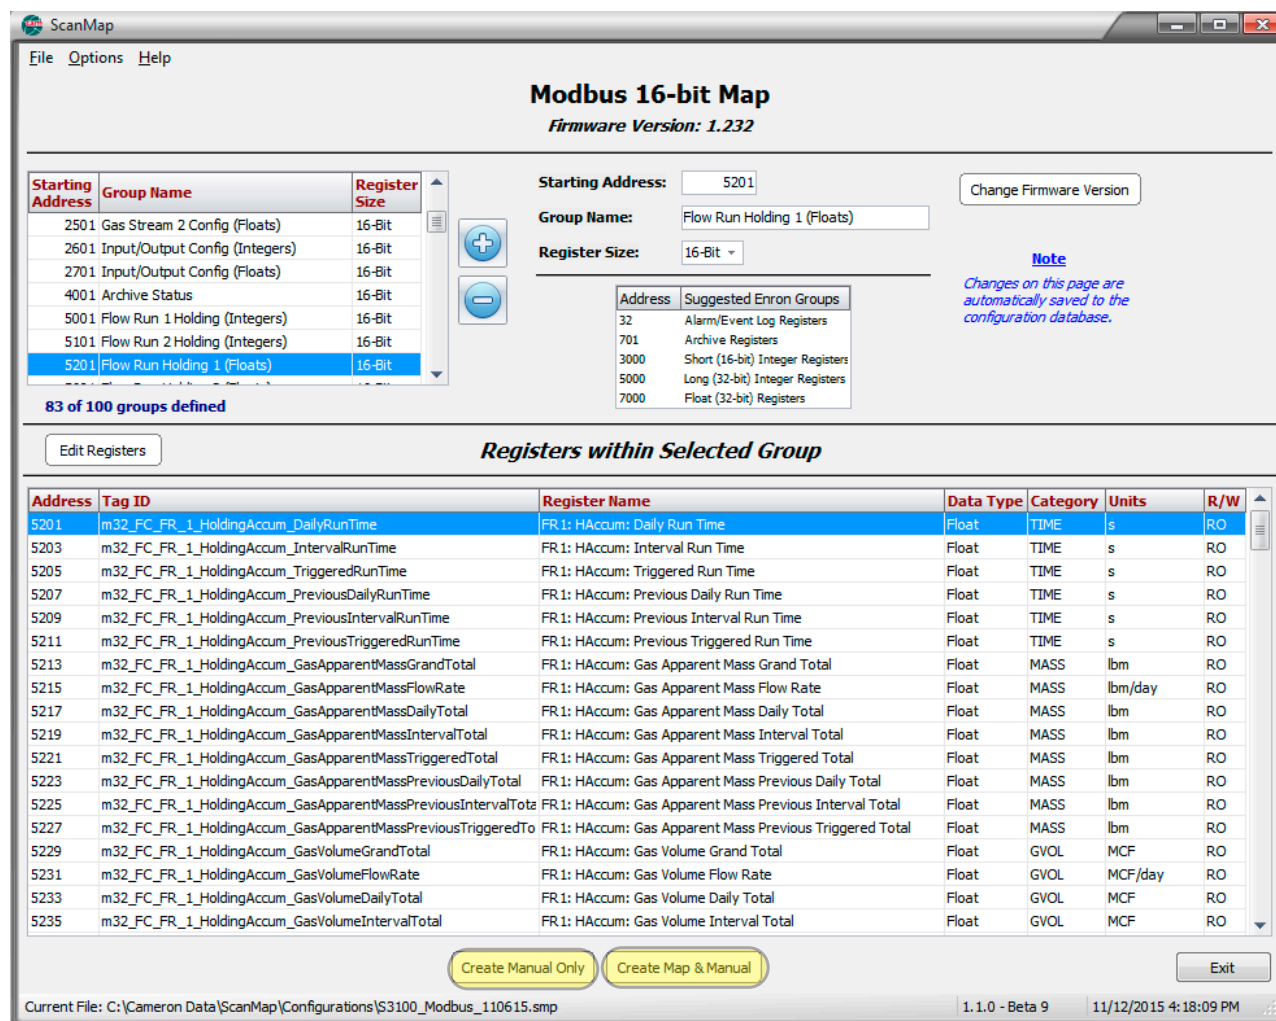 ScanMap
File Options Help
Modbus 16-bit Map
Firmware Version: 1.232
Starting Address Group Name Register Size
2501 Gas Stream 2 Config (Floats) 16-Bit
2601 Input/Output Config (Integers) 16-Bit
2701 Input/Output Config (Floats) 16-Bit
4001 Archive Status 16-Bit
5001 Flow Run 1 Holding (Integers) 16-Bit
5101 Flow Run 2 Holding (Integers) 16-Bit
5201 Flow Run Holding 1 (Floats) 16-Bit
83 of 100 groups defined
Starting Address: 5201
Group Name: Flow Run Holding 1 (Floats)
Register Size: 16-Bit
Address Suggested Enron Groups
32 Alarm/Event Log Registers
701 Archive Registers
3000 Short (16-bit) Integer Registers
5000 Long (32-bit) Integer Registers
7000 Float (32-bit) Registers
Change Firmware Version
Note
Changes on this page are
automatically saved to the
configuration database.
Edit Registers
Registers within Selected Group
Address Tag ID Register Name Data Type Category Units R/W
5201 m32_FC_FR_1_HoldingAccum_DailyRunTime FR1: HAccum: Daily Run Time Float TIME s RO
5203 m32_FC_FR_1_HoldingAccum_IntervalRunTime FR1: HAccum: Interval Run Time Float TIME s RO
5205 m32_FC_FR_1_HoldingAccum_TriggeredRunTime FR1: HAccum: Triggered Run Time Float TIME s RO
5207 m32_FC_FR_1_HoldingAccum_PreviousDailyRunTime FR1: HAccum: Previous Daily Run Time Float TIME s RO
5209 m32_FC_FR_1_HoldingAccum_PreviousIntervalRunTime FR1: HAccum: Previous Interval Run Time Float TIME s RO
5211 m32_FC_FR_1_HoldingAccum_PreviousTriggeredRunTime FR1: HAccum: Previous Triggered Run Time Float TIME s RO
5213 m32_FC_FR_1_HoldingAccum_GasApparentMassGrandTotal FR1: HAccum: Gas Apparent Mass Grand Total Float MASS lbm RO
5215 m32_FC_FR_1_HoldingAccum_GasApparentMassFlowRate FR1: HAccum: Gas Apparent Mass Flow Rate Float MASS lbm/day RO
5217 m32_FC_FR_1_HoldingAccum_GasApparentMassDailyTotal FR1: HAccum: Gas Apparent Mass Daily Total Float MASS lbm RO
5219 m32_FC_FR_1_HoldingAccum_GasApparentMassIntervalTotal FR1: HAccum: Gas Apparent Mass Interval Total Float MASS lbm RO
5221 m32_FC_FR_1_HoldingAccum_GasApparentMassTriggeredTotal FR1: HAccum: Gas Apparent Mass Triggered Total Float MASS lbm RO
5223 m32_FC_FR_1_HoldingAccum_GasApparentMassPreviousDailyTotal FR1: HAccum: Gas Apparent Mass Previous Daily Total Float MASS lbm RO
5225 m32_FC_FR_1_HoldingAccum_GasApparentMassPreviousIntervalTota FR1: HAccum: Gas Apparent Mass Previous Interval Total Float MASS lbm RO
5227 m32_FC_FR_1_HoldingAccum_GasApparentMassPreviousTriggeredTo FR1: HAccum: Gas Apparent Mass Previous Triggered Total Float MASS lbm RO
5229 m32_FC_FR_1_HoldingAccum_GasVolumeGrandTotal FR1: HAccum: Gas Volume Grand Total Float GVOL MCF RO
5231 m32_FC_FR_1_HoldingAccum_GasVolumeFlowRate FR1: HAccum: Gas Volume Flow Rate Float GVOL MCF/day RO
5233 m32_FC_FR_1_HoldingAccum_GasVolumeDailyTotal FR1: HAccum: Gas Volume Daily Total Float GVOL MCF RO
5235 m32_FC_FR_1_HoldingAccum_GasVolumeIntervalTotal FR1: HAccum: Gas Volume Interval Total Float GVOL MCF RO
Create Manual Only Create Map & Manual Exit
Current File: C:\Cameron Data\ScanMap\Configurations\S3100_Modbus_110615.smp 1.1.0 - Beta 9 11/12/2015 4:18:09 PM